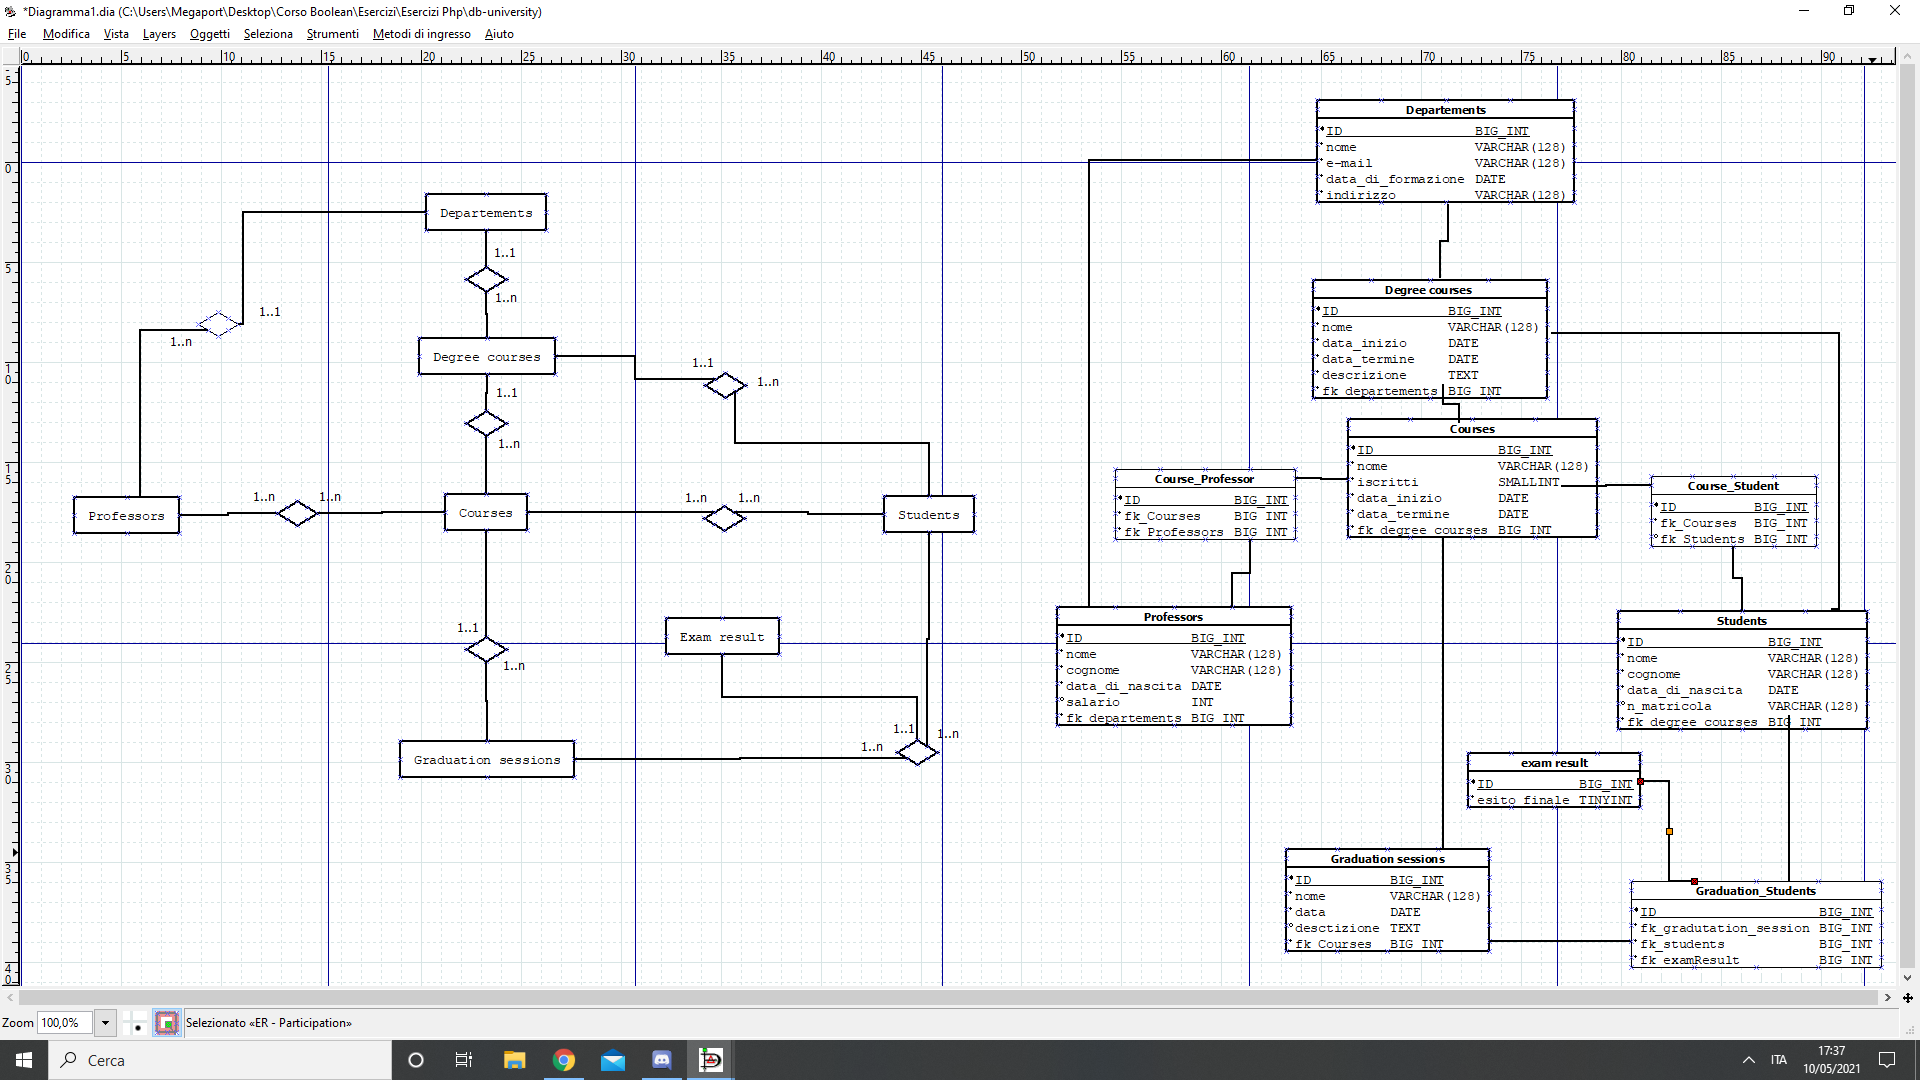 *Diagramma1.dia (C:\Users\Megaport\Desktop\Corso Boolean\Esercizi\Esercizi Php\db-university)
File Modifica Vista Layers Oggetti Seleziona Strumenti Metodi di ingresso Aiuto
0 5 10 15 20 25 30 35 40 45 50 55 60 65 70 75 80 85 90
5
0
5
10
15
20
25
30
35
40
Departements
1..1
1..n
1..1
1..n
Degree courses
1..1
1..n
1..1
1..n
Professors
1..n
1..n
Courses
1..n
1..n
Students
1..1
1..n
Exam result
1..1
1..n
1..n
Graduation sessions
Departements
ID BIG_INT
nome VARCHAR(128)
e-mail VARCHAR(128)
data_di_formazione DATE
indirizzo VARCHAR(128)
Degree courses
ID BIG_INT
nome VARCHAR(128)
data_inizio DATE
data_termine DATE
descrizione TEXT
fk_departements BIG_INT
Courses
ID BIG_INT
nome VARCHAR(128)
iscritti SMALLINT
data_inizio DATE
data_termine DATE
fk_degree_courses BIG_INT
Course_Professor
ID BIG_INT
fk_Courses BIG_INT
fk_Professors BIG_INT
Course_Student
ID BIG_INT
fk_Courses BIG_INT
fk_Students BIG_INT
Professors
ID BIG_INT
nome VARCHAR(128)
cognome VARCHAR(128)
data_di_nascita DATE
salario INT
fk_departements BIG_INT
Students
ID BIG_INT
nome VARCHAR(128)
cognome VARCHAR(128)
data_di_nascita DATE
n_matricola VARCHAR(128)
fk_degree_courses BIG_INT
exam result
ID BIG_INT
esito_finale TINYINT
Graduation sessions
ID BIG_INT
nome VARCHAR(128)
data DATE
desctizione TEXT
fk_Courses BIG_INT
Graduation_Students
ID BIG_INT
fk_gradutation_session BIG_INT
fk_students BIG_INT
fk_examResult BIG_INT
Zoom 100,0% Selezionato «ER - Participation»
Cerca
ITA
17:37
10/05/2021